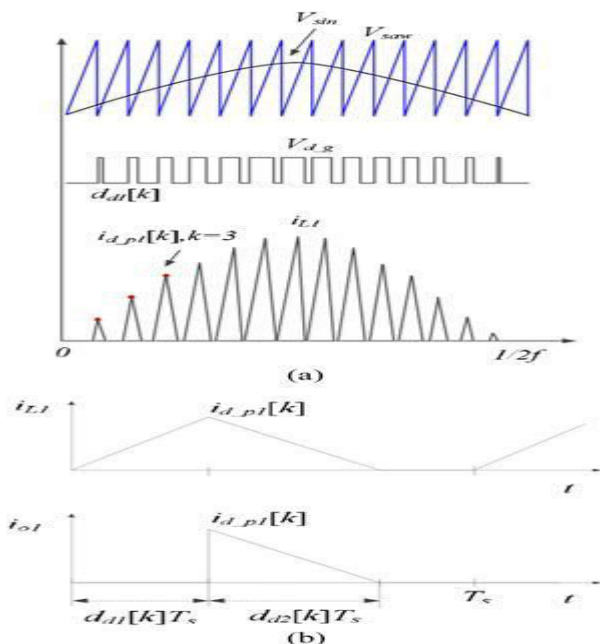 V_sin
V_saw
V_d_g
d_d1[k]
i_L1
i_d_p1[k],k=3
0
1/2f
(a)
i_L1
i_d_p1[k]
t
i_o1
i_d_p1[k]
T_s
t
d_d1[k]T_s
d_d2[k]T_s
(b)